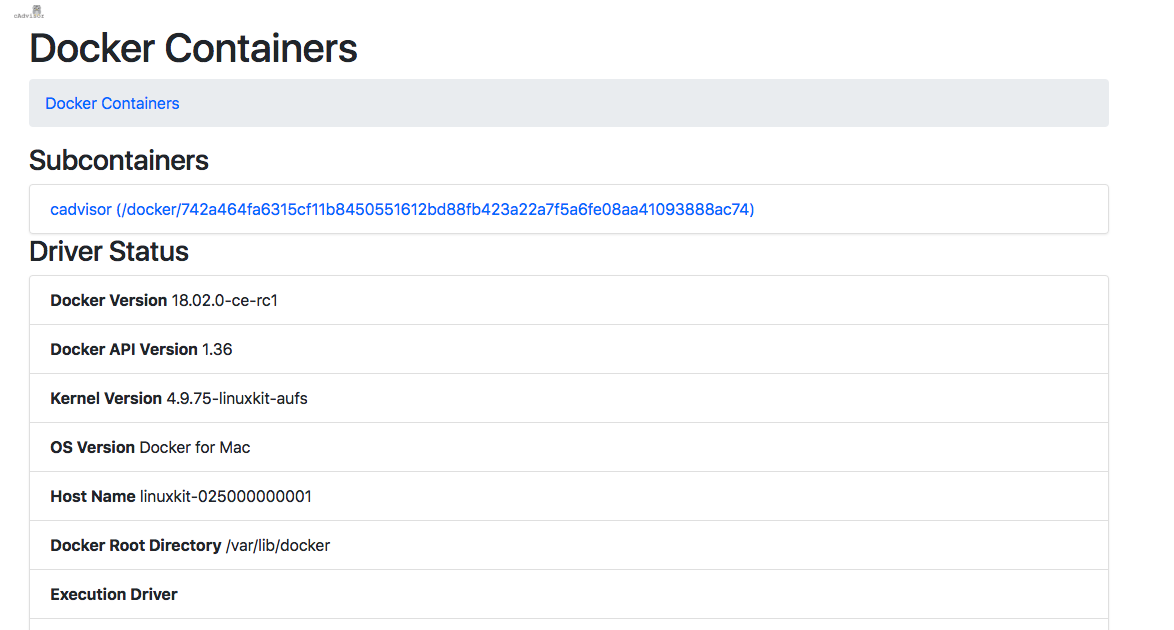 cAdvisor
Docker Containers
Docker Containers
Subcontainers
cadvisor (/docker/742a464fa6315cf11b8450551612bd88fb423a22a7f5a6fe08aa41093888ac74)
Driver Status
Docker Version 18.02.0-ce-rc1
Docker API Version 1.36
Kernel Version 4.9.75-linuxkit-aufs
OS Version Docker for Mac
Host Name linuxkit-025000000001
Docker Root Directory /var/lib/docker
Execution Driver